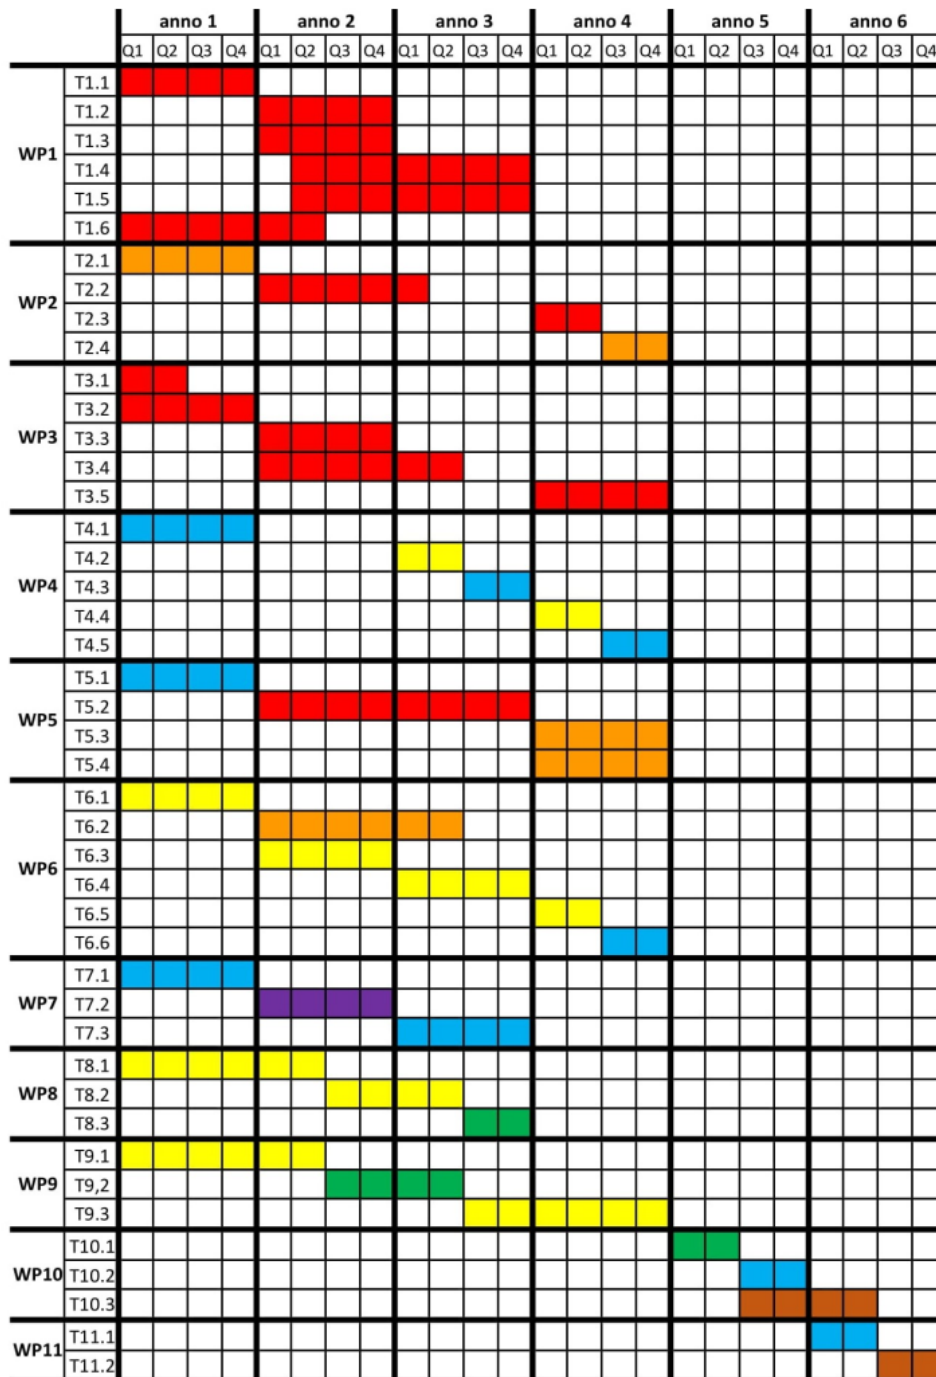 anno 1 anno 2 anno 3 anno 4 anno 5 anno 6
Q1 Q2 Q3 Q4 Q1 Q2 Q3 Q4 Q1 Q2 Q3 Q4 Q1 Q2 Q3 Q4 Q1 Q2 Q3 Q4 Q1 Q2 Q3 Q4
WP1
T1.1
T1.2
T1.3
T1.4
T1.5
T1.6
WP2
T2.1
T2.2
T2.3
T2.4
WP3
T3.1
T3.2
T3.3
T3.4
T3.5
WP4
T4.1
T4.2
T4.3
T4.4
T4.5
WP5
T5.1
T5.2
T5.3
T5.4
WP6
T6.1
T6.2
T6.3
T6.4
T6.5
T6.6
WP7
T7.1
T7.2
T7.3
WP8
T8.1
T8.2
T8.3
WP9
T9.1
T9,2
T9.3
WP10
T10.1
T10.2
T10.3
WP11
T11.1
T11.2